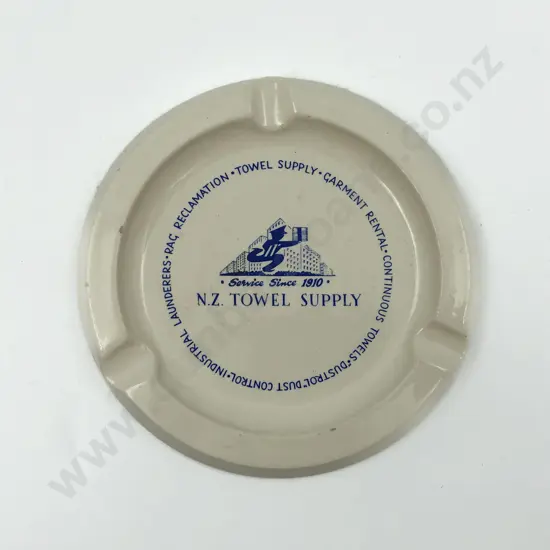 TOWEL SUPPLY • GARMENT RENTAL • CONTINUOUS TOWELS • "DUSTROL" DUST CONTROL • INDUSTRIAL LAUNDERERS • RAG RECLAMATION •
• Service Since 1910 •
N.Z. TOWEL SUPPLY